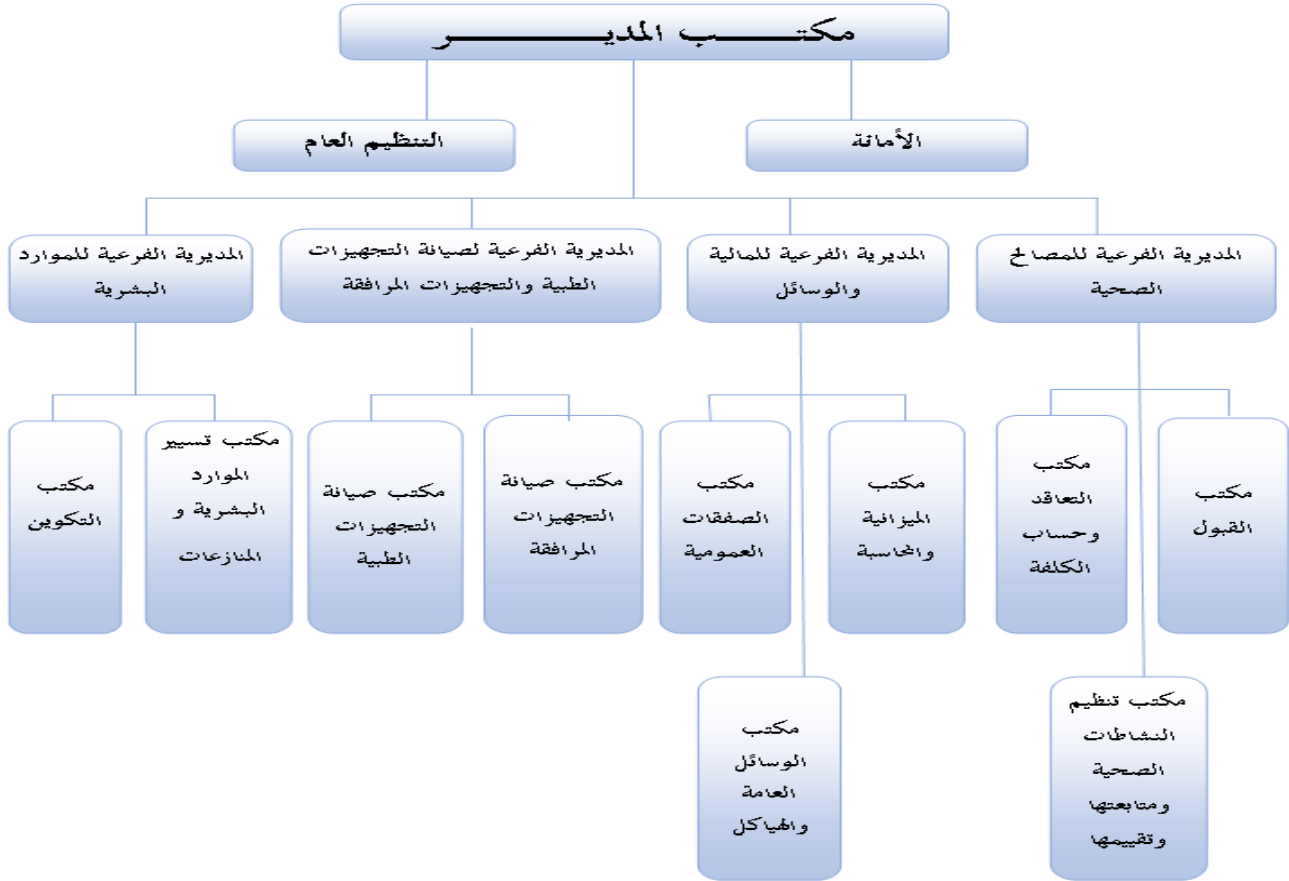 مكتب المدير
الأمانة
التنظيم العام
المديرية الفرعية للمصالح
الصحية
المديرية الفرعية للمالية
والوسائل
المديرية الفرعية لصيانة التجهيزات
الطبية والتجهيزات المرافقة
المديرية الفرعية للموارد
البشرية
مكتب
القبول
مكتب
التعاقد
وحساب
الكلفة
مكتب
الميزانية
والمحاسبة
مكتب
الصفقات
العمومية
مكتب صيانة
التجهيزات
المرافقة
مكتب صيانة
التجهيزات
الطبية
مكتب تسيير
الموارد
البشرية و
المنازعات
مكتب
التكوين
مكتب تنظيم
النشاطات
الصحية
ومتابعتها
وتقييمها
مكتب
الوسائل
العامة
والهياكل